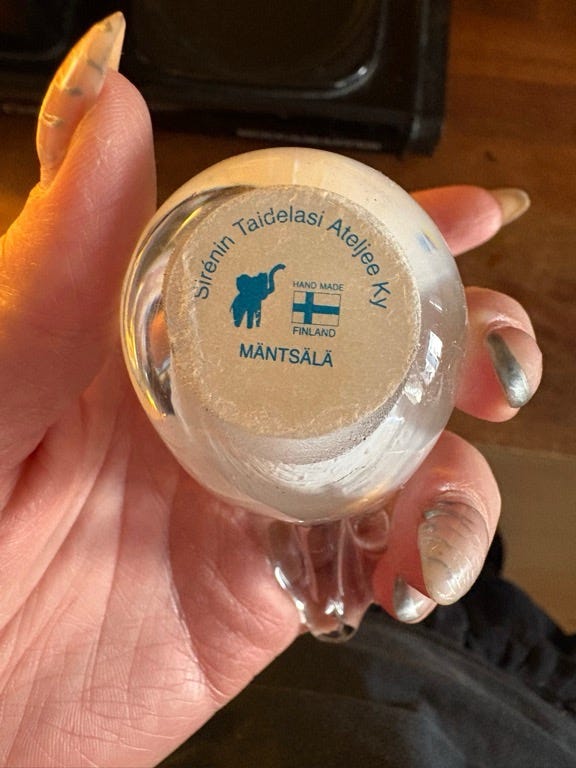 Sirénin Taidelasi Ateljee Ky
HAND MADE
FINLAND
MÄNTSÄLÄ